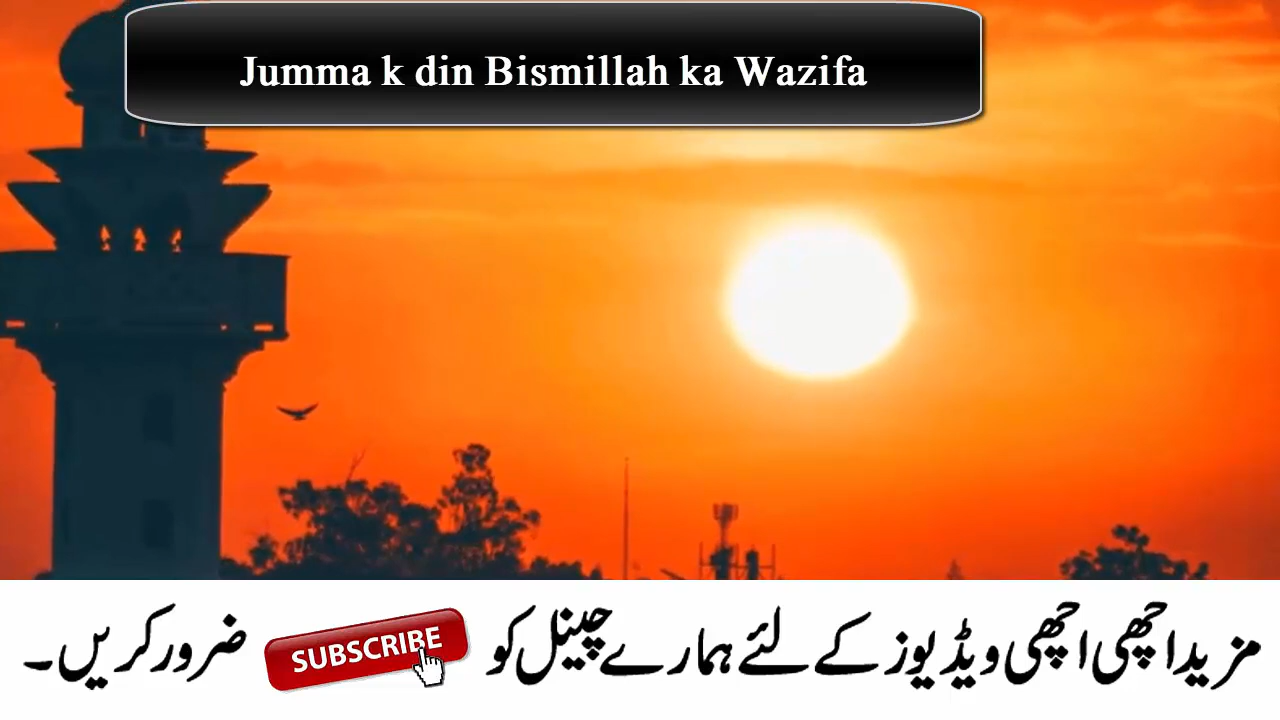 Jumma k din Bismillah ka Wazifa
مزید اچھی اچھی ویڈیوز کے لئے ہمارے چینل کو SUBSCRIBE ضرور کریں۔